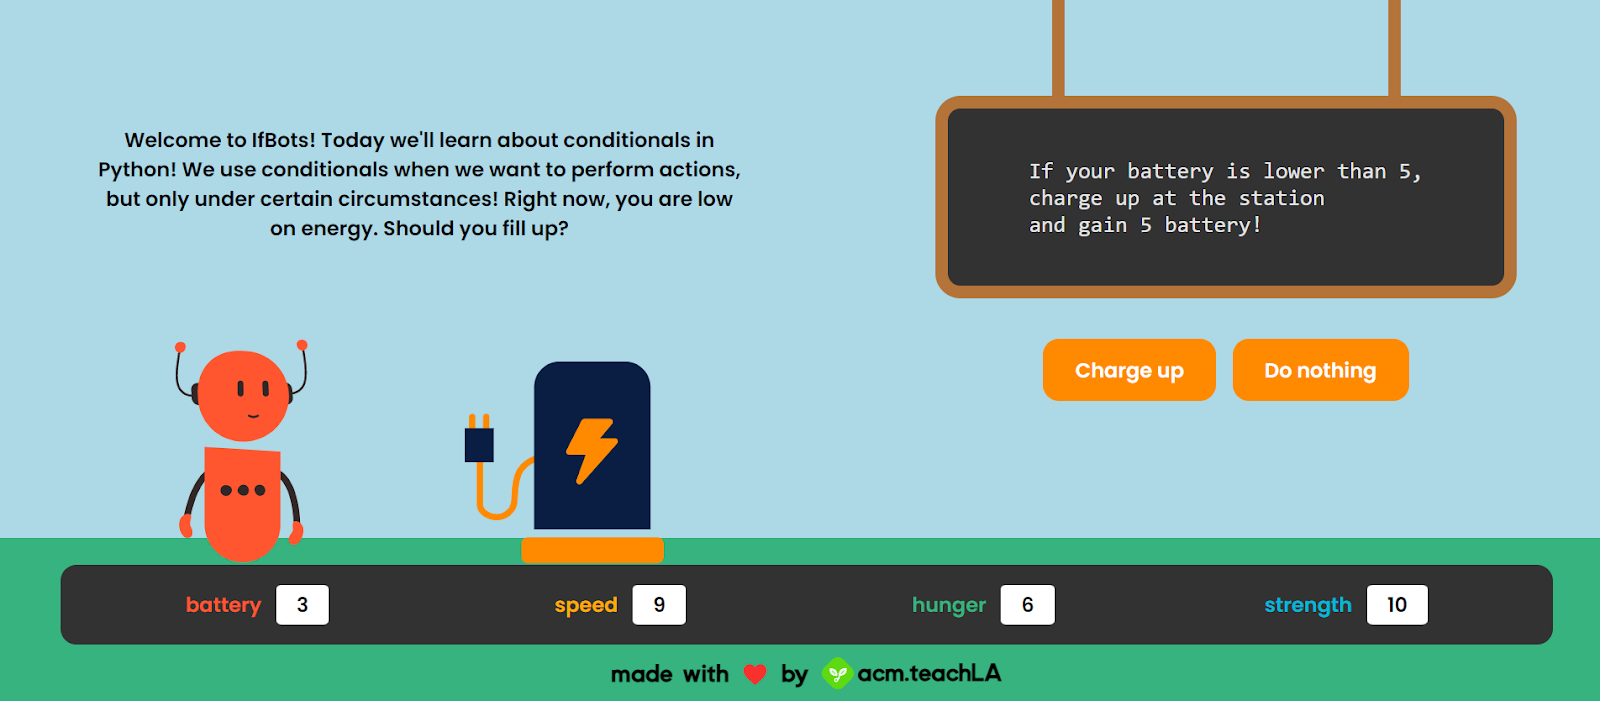 Welcome to IfBots! Today we'll learn about conditionals in
Python! We use conditionals when we want to perform actions,
but only under certain circumstances! Right now, you are low
on energy. Should you fill up?
If your battery is lower than 5,
charge up at the station
and gain 5 battery!
Charge up
Do nothing
battery 3
speed 9
hunger 6
strength 10
made with by acm.teachLA